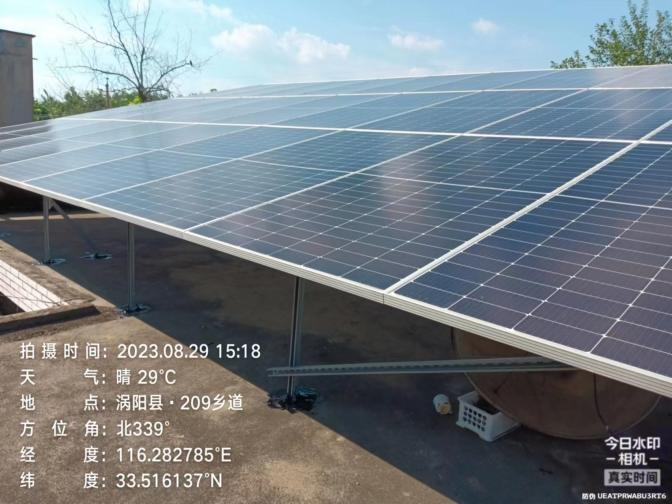 拍摄时间: 2023.08.29 15:18
天气: 晴 29°C
地点: 涡阳县·209乡道
方位角: 北339°
经度: 116.282785°E
纬度: 33.516137°N
今日水印
-相机-
真实时间
防伪 UEATPRWABU3RT6